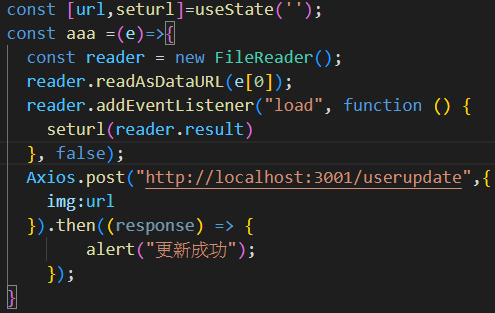 const [url,seturl]=useState('');
const aaa =(e)=>{
const reader = new FileReader();
reader.readAsDataURL(e[0]);
reader.addEventListener("load", function () {
seturl(reader.result)
}, false);
Axios.post("http://localhost:3001/userupdate",{
img:url
}).then((response) => {
alert("更新成功");
});
}